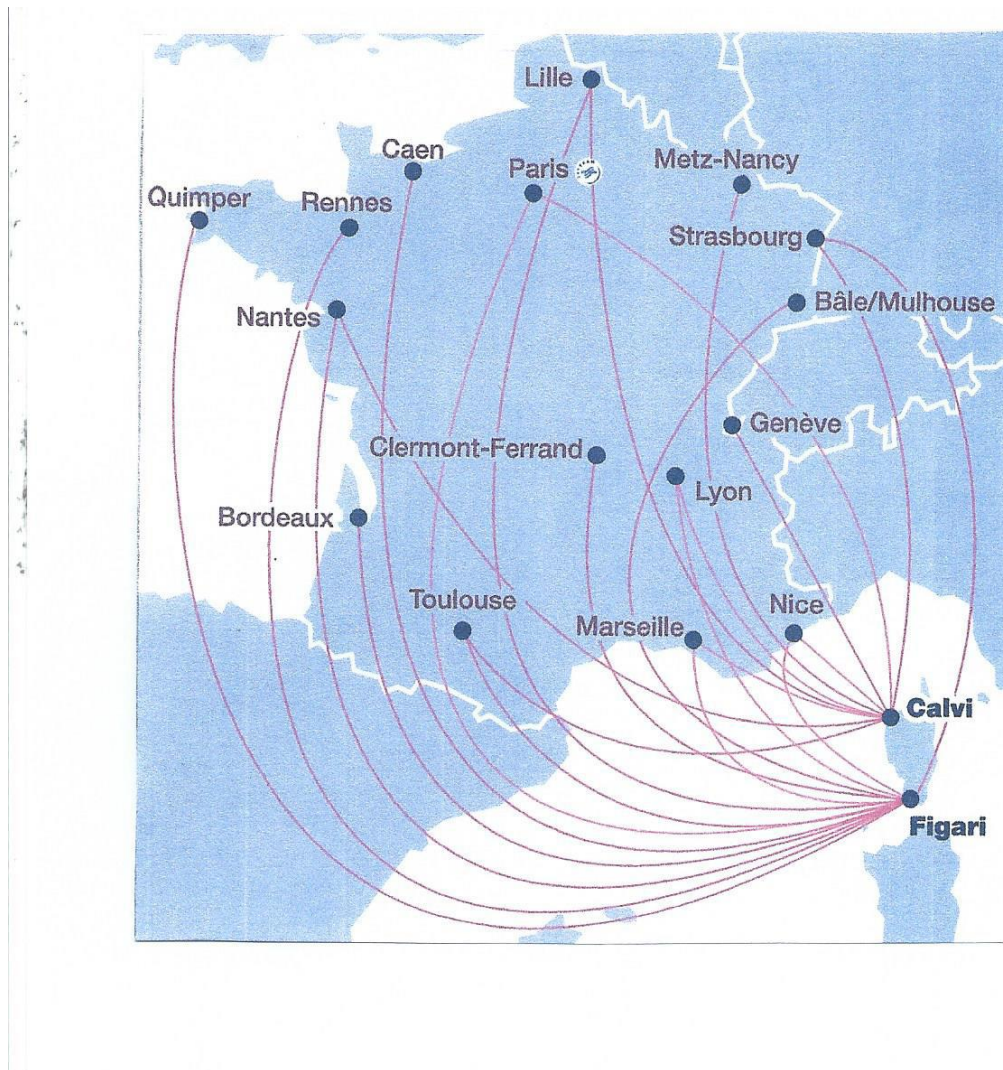 Lille
Caen
Paris
Metz-Nancy
Quimper
Rennes
Strasbourg
Nantes
Bâle/Mulhouse
Genève
Clermont-Ferrand
Lyon
Bordeaux
Toulouse
Marseille
Nice
Calvi
Figari